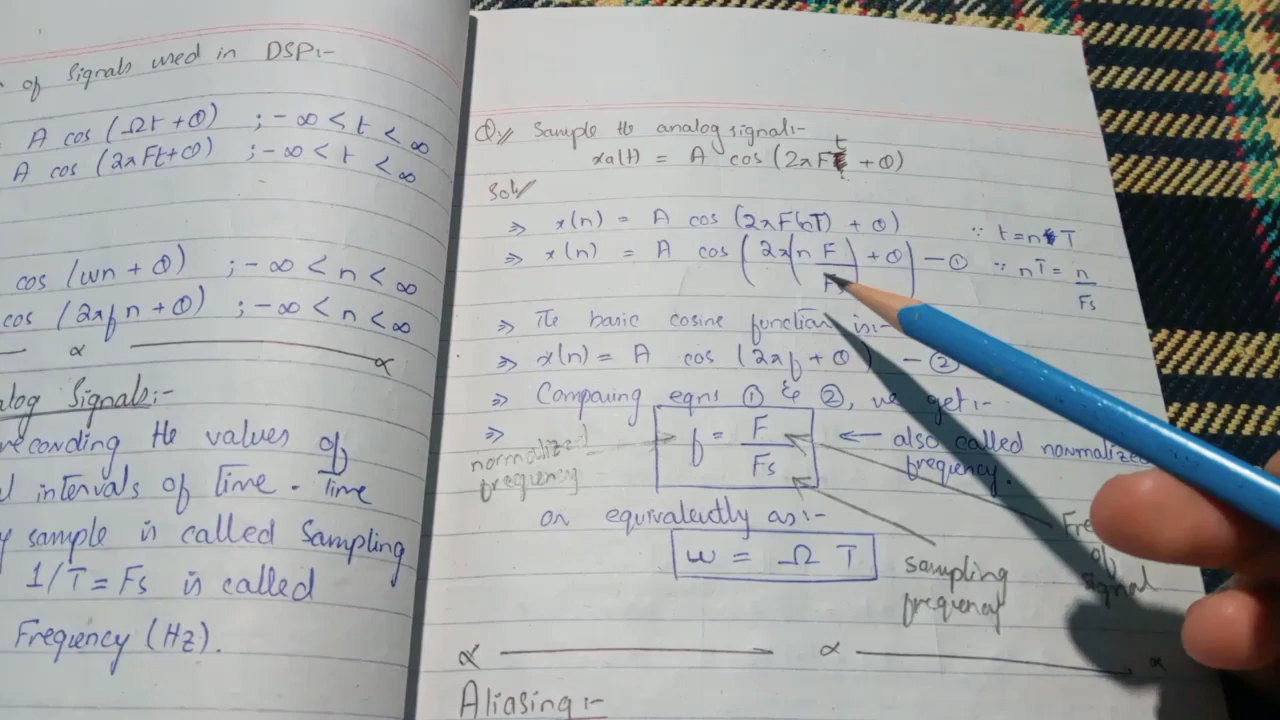 of Signals used in DSP:-
A cos (Ωt + Θ) ; - ∞ < t < ∞
A cos (2πFt+Θ) ; - ∞ < t < ∞
cos (ωn + Θ) ; -∞ < n < ∞
cos (2πfn + Θ) ; -∞ < n < ∞
α α
alog Signals:-
recording the values of
intervals of Time. Time
sample is called Sampling
1/T = Fs is called
Frequency (Hz).
Q// Sample the analog signal:-
xa(t) = A cos (2πFt + Θ)
Sol//
⇒ x(n) = A cos (2πF(nT) + Θ) ∵ t = nT
⇒ x(n) = A cos (2π(n F/Fs) + Θ) - ① ∵ nT = n/Fs
⇒ The basic cosine function is:-
⇒ x(n) = A cos (2πf + Θ) - ②
⇒ Comparing eqns ① & ②, we get:-
⇒ f = F/Fs ← also called normalized
frequency.
normalized
frequency
or equivalently as:-
ω = Ω T
sampling
frequency
Fre
of
signal
α α α
Aliasing:-